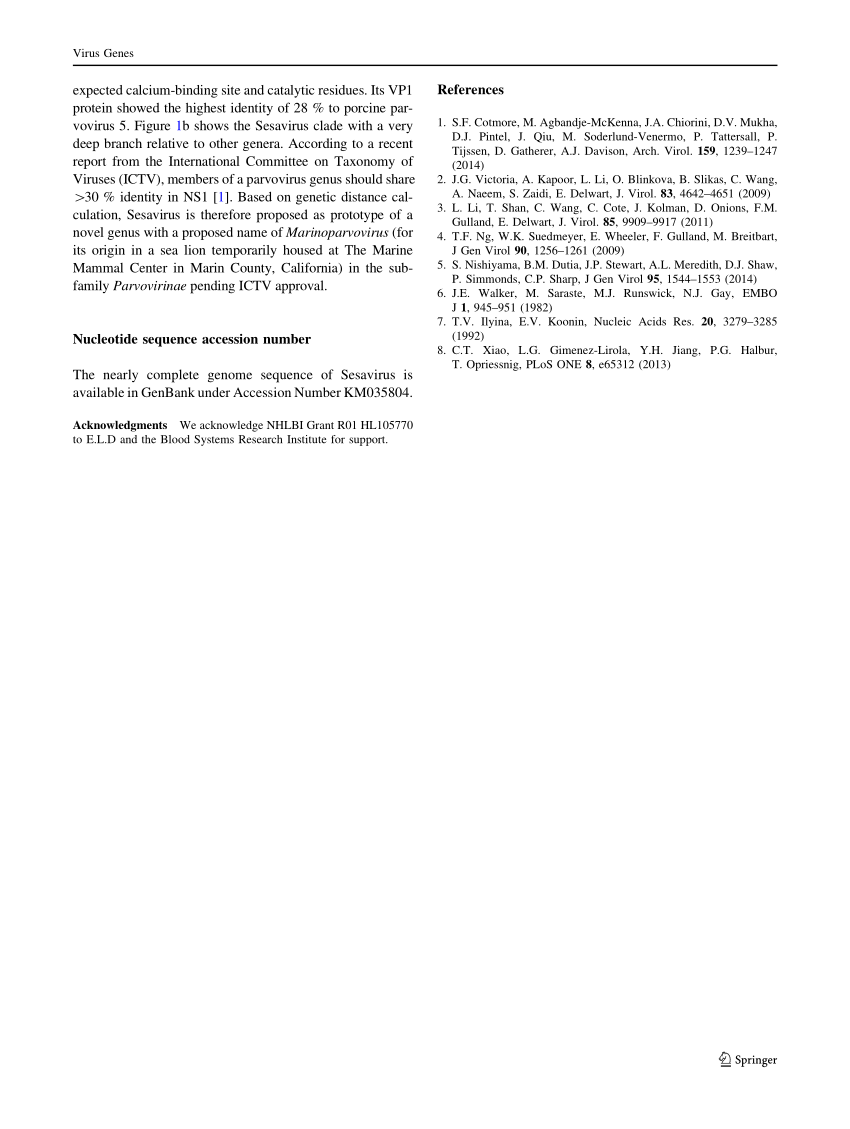 Virus Genes
expected calcium-binding site and catalytic residues. Its VP1
protein showed the highest identity of 28 % to porcine par-
vovirus 5. Figure 1b shows the Sesavirus clade with a very
deep branch relative to other genera. According to a recent
report from the International Committee on Taxonomy of
Viruses (ICTV), members of a parvovirus genus should share
>30 % identity in NS1 [1]. Based on genetic distance cal-
culation, Sesavirus is therefore proposed as prototype of a
novel genus with a proposed name of Marinoparvovirus (for
its origin in a sea lion temporarily housed at The Marine
Mammal Center in Marin County, California) in the sub-
family Parvovirinae pending ICTV approval.
Nucleotide sequence accession number
The nearly complete genome sequence of Sesavirus is
available in GenBank under Accession Number KM035804.
Acknowledgments We acknowledge NHLBI Grant R01 HL105770
to E.L.D and the Blood Systems Research Institute for support.
References
1. S.F. Cotmore, M. Agbandje-McKenna, J.A. Chiorini, D.V. Mukha,
D.J. Pintel, J. Qiu, M. Soderlund-Venermo, P. Tattersall, P.
Tijssen, D. Gatherer, A.J. Davison, Arch. Virol. 159, 1239–1247
(2014)
2. J.G. Victoria, A. Kapoor, L. Li, O. Blinkova, B. Slikas, C. Wang,
A. Naeem, S. Zaidi, E. Delwart, J. Virol. 83, 4642–4651 (2009)
3. L. Li, T. Shan, C. Wang, C. Cote, J. Kolman, D. Onions, F.M.
Gulland, E. Delwart, J. Virol. 85, 9909–9917 (2011)
4. T.F. Ng, W.K. Suedmeyer, E. Wheeler, F. Gulland, M. Breitbart,
J Gen Virol 90, 1256–1261 (2009)
5. S. Nishiyama, B.M. Dutia, J.P. Stewart, A.L. Meredith, D.J. Shaw,
P. Simmonds, C.P. Sharp, J Gen Virol 95, 1544–1553 (2014)
6. J.E. Walker, M. Saraste, M.J. Runswick, N.J. Gay, EMBO
J 1, 945–951 (1982)
7. T.V. Ilyina, E.V. Koonin, Nucleic Acids Res. 20, 3279–3285
(1992)
8. C.T. Xiao, L.G. Gimenez-Lirola, Y.H. Jiang, P.G. Halbur,
T. Opriessnig, PLoS ONE 8, e65312 (2013)
Springer